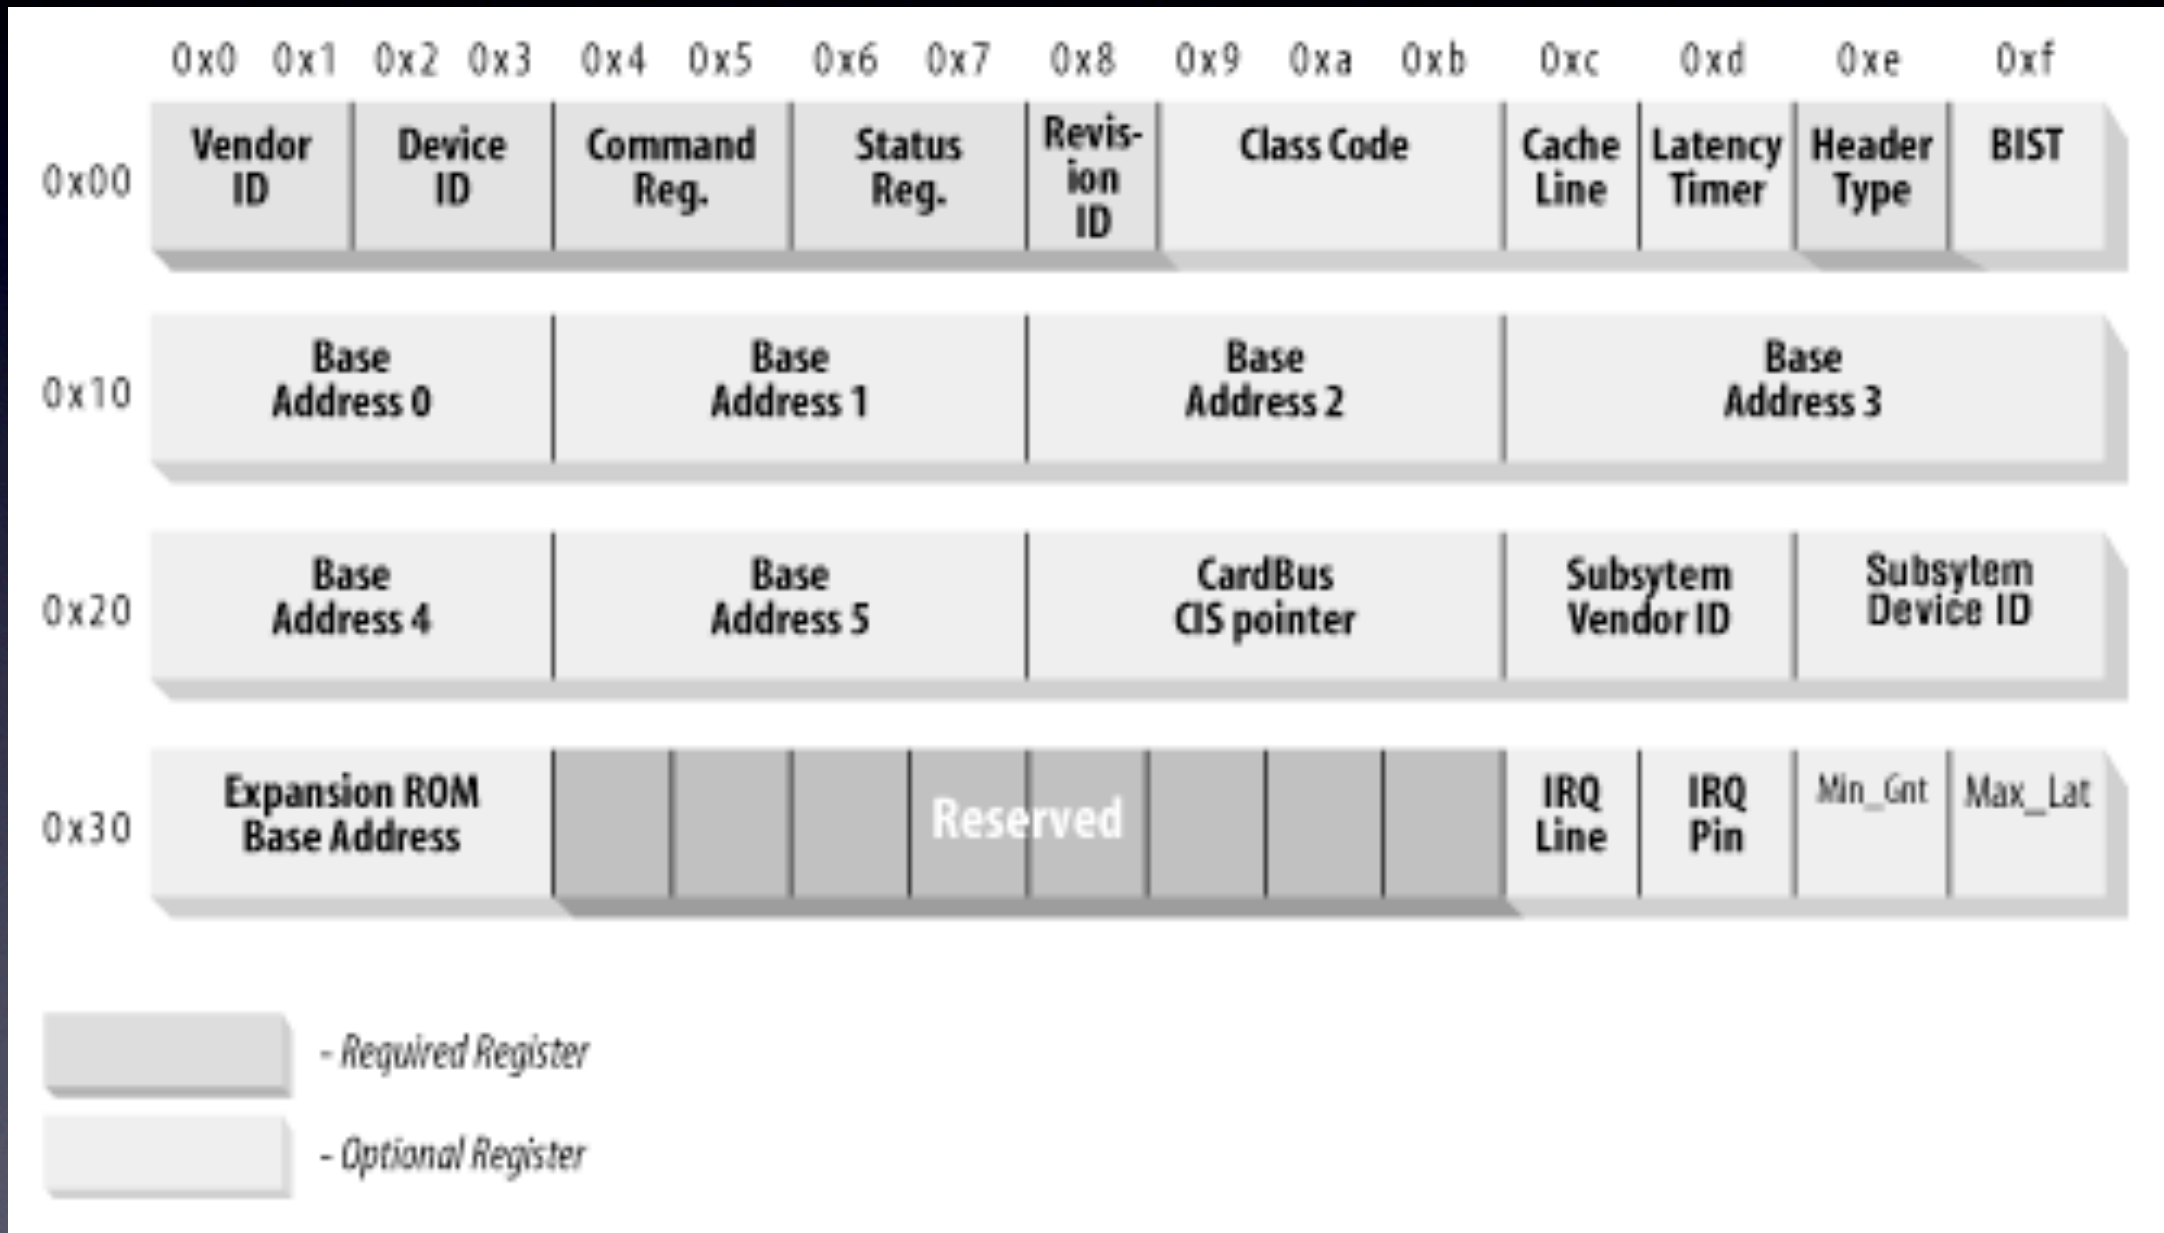 0x0 0x1 0x2 0x3 0x4 0x5 0x6 0x7 0x8 0x9 0xa 0xb 0xc 0xd 0xe 0xf
0x00
Vendor
ID
Device
ID
Command
Reg.
Status
Reg.
Revis-
ion
ID
Class Code
Cache
Line
Latency
Timer
Header
Type
BIST
0x10
Base
Address 0
Base
Address 1
Base
Address 2
Base
Address 3
0x20
Base
Address 4
Base
Address 5
CardBus
CIS pointer
Subsytem
Vendor ID
Subsytem
Device ID
0x30
Expansion ROM
Base Address
Reserved
IRQ
Line
IRQ
Pin
Min_Gnt
Max_Lat
- Required Register
- Optional Register